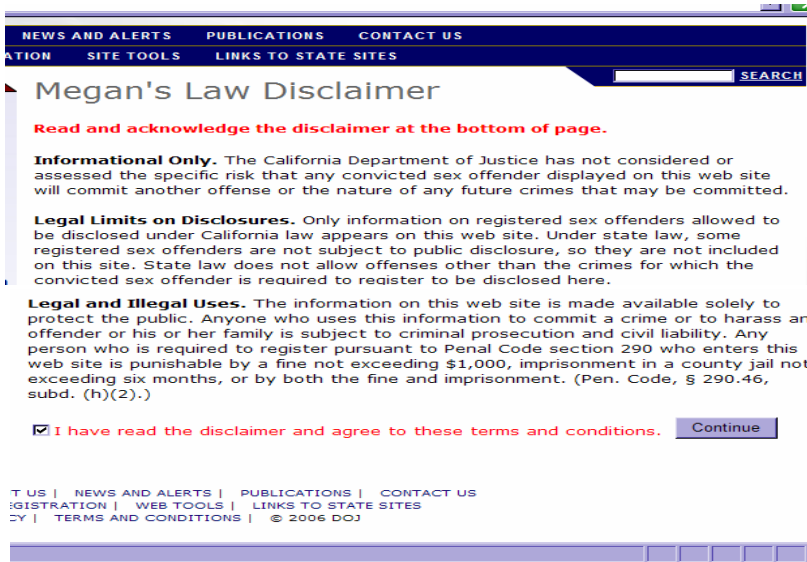 NEWS AND ALERTS PUBLICATIONS CONTACT US
ATION SITE TOOLS LINKS TO STATE SITES
SEARCH
Megan's Law Disclaimer
Read and acknowledge the disclaimer at the bottom of page.
Informational Only. The California Department of Justice has not considered or
assessed the specific risk that any convicted sex offender displayed on this web site
will commit another offense or the nature of any future crimes that may be committed.
Legal Limits on Disclosures. Only information on registered sex offenders allowed to
be disclosed under California law appears on this web site. Under state law, some
registered sex offenders are not subject to public disclosure, so they are not included
on this site. State law does not allow offenses other than the crimes for which the
convicted sex offender is required to register to be disclosed here.
Legal and Illegal Uses. The information on this web site is made available solely to
protect the public. Anyone who uses this information to commit a crime or to harass an
offender or his or her family is subject to criminal prosecution and civil liability. Any
person who is required to register pursuant to Penal Code section 290 who enters this
web site is punishable by a fine not exceeding $1,000, imprisonment in a county jail not
exceeding six months, or by both the fine and imprisonment. (Pen. Code, § 290.46,
subd. (h)(2).)
I have read the disclaimer and agree to these terms and conditions. Continue
T US | NEWS AND ALERTS | PUBLICATIONS | CONTACT US
EGISTRATION | WEB TOOLS | LINKS TO STATE SITES
CY | TERMS AND CONDITIONS | © 2006 DOJ